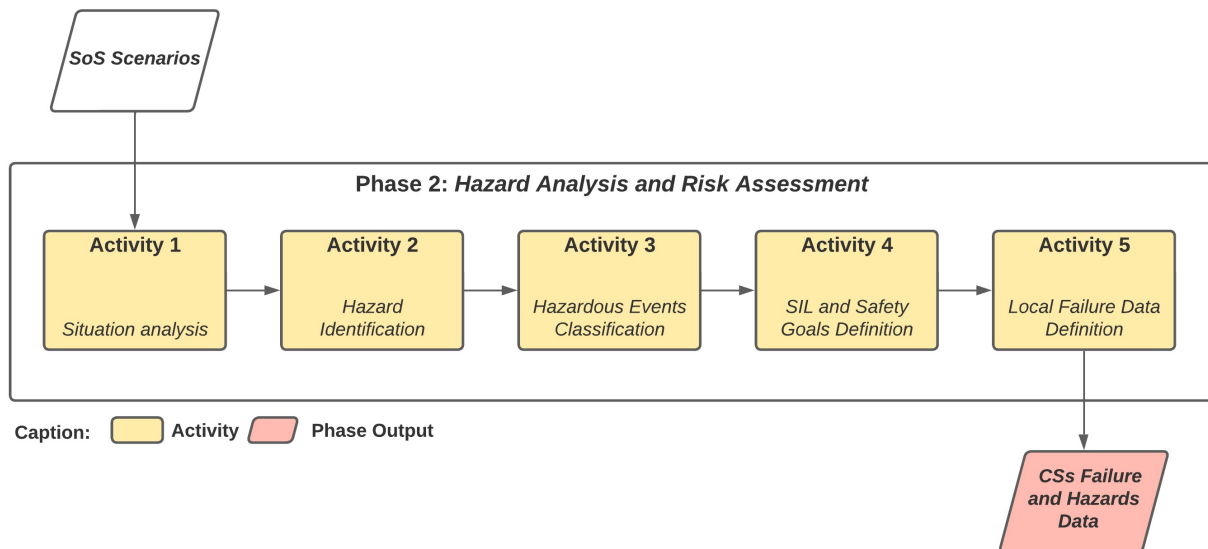 SoS Scenarios
Phase 2: Hazard Analysis and Risk Assessment
Activity 1
Situation analysis
Activity 2
Hazard
Identification
Activity 3
Hazardous Events
Classification
Activity 4
SIL and Safety
Goals Definition
Activity 5
Local Failure Data
Definition
Caption:
Activity
Phase Output
CSs Failure
and Hazards
Data